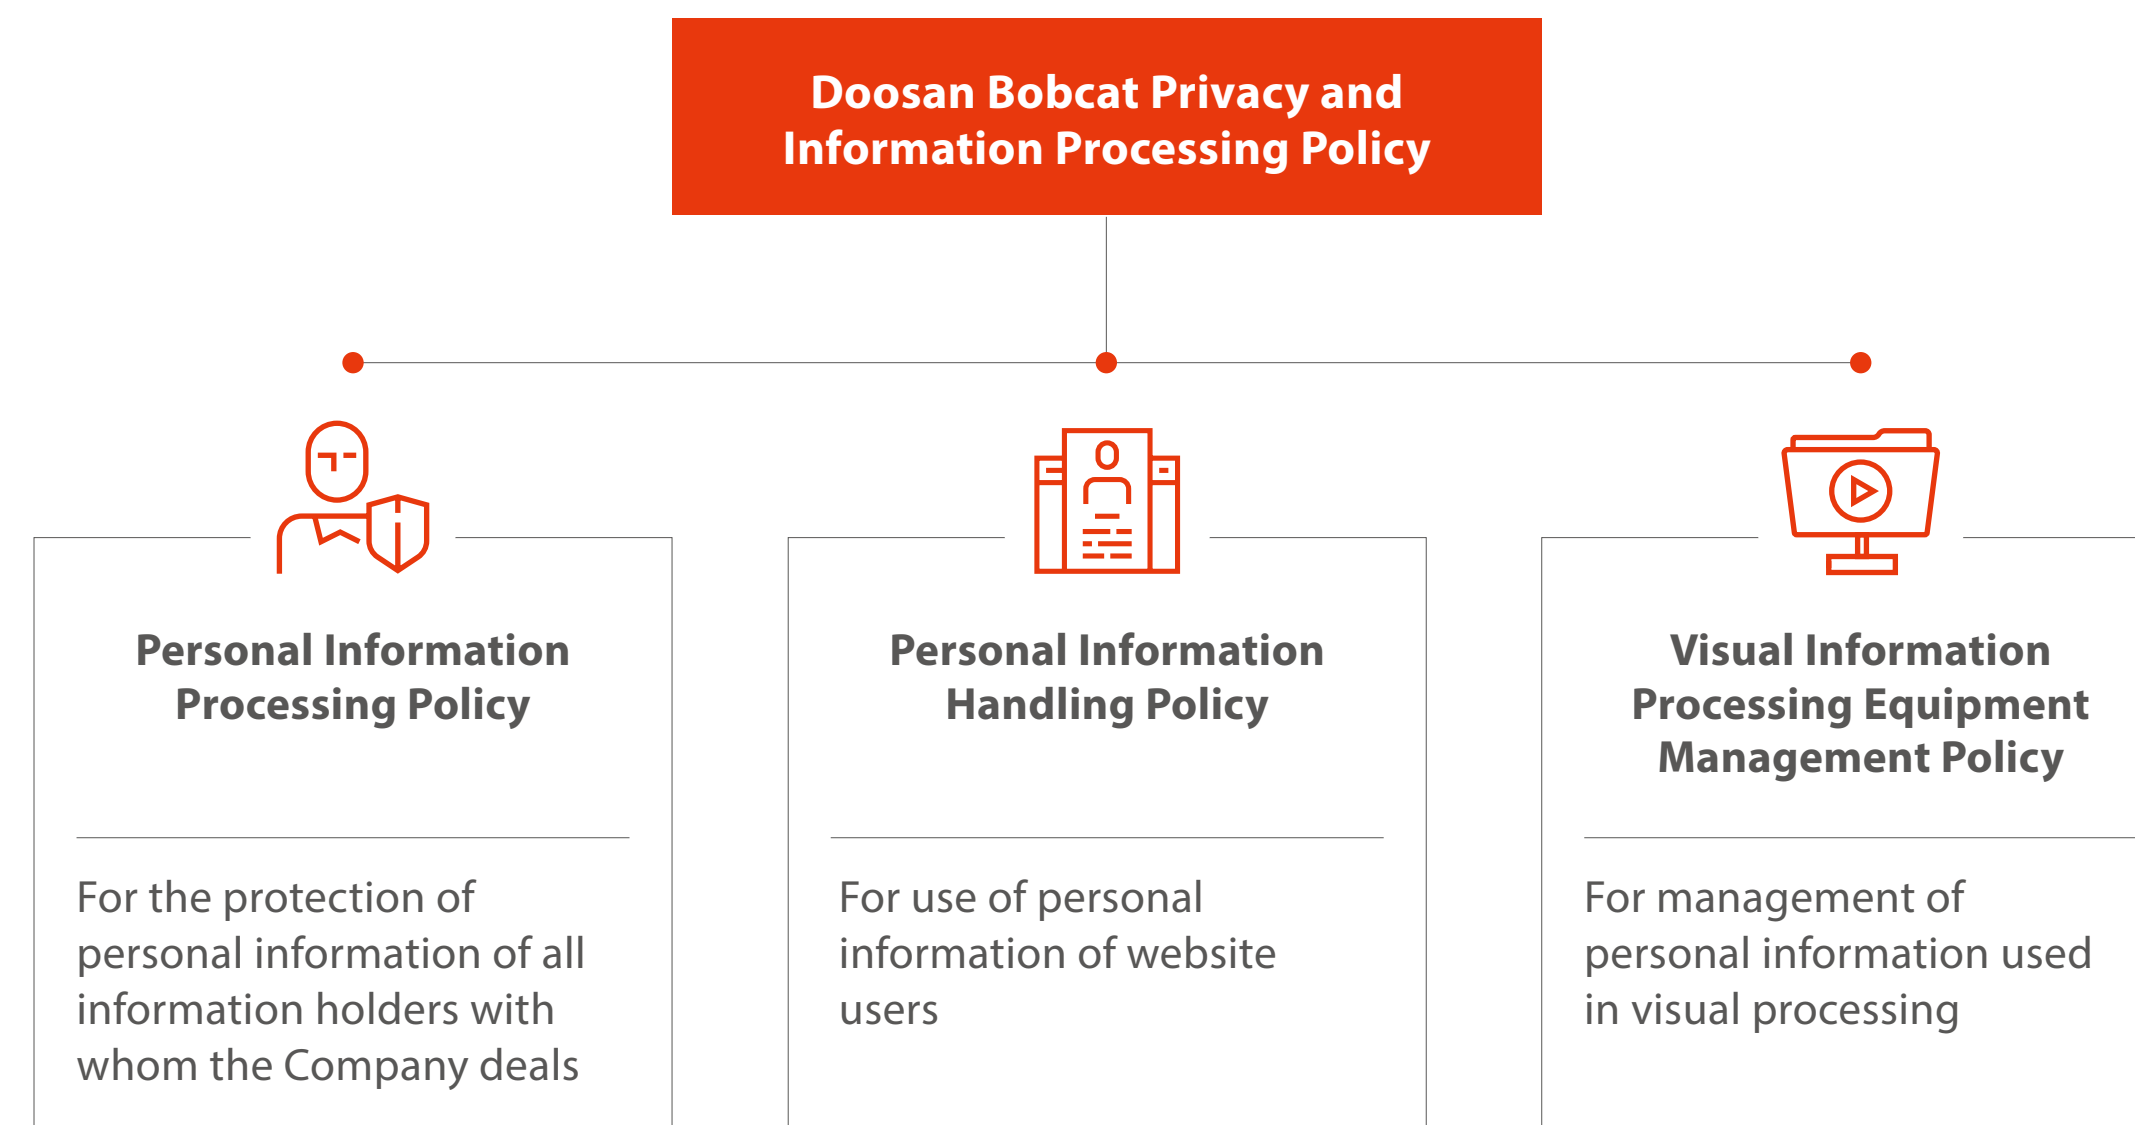 Doosan Bobcat Privacy and
Information Processing Policy
Personal Information
Processing Policy
For the protection of
personal information of all
information holders with
whom the Company deals
Personal Information
Handling Policy
For use of personal
information of website
users
Visual Information
Processing Equipment
Management Policy
For management of
personal information used
in visual processing